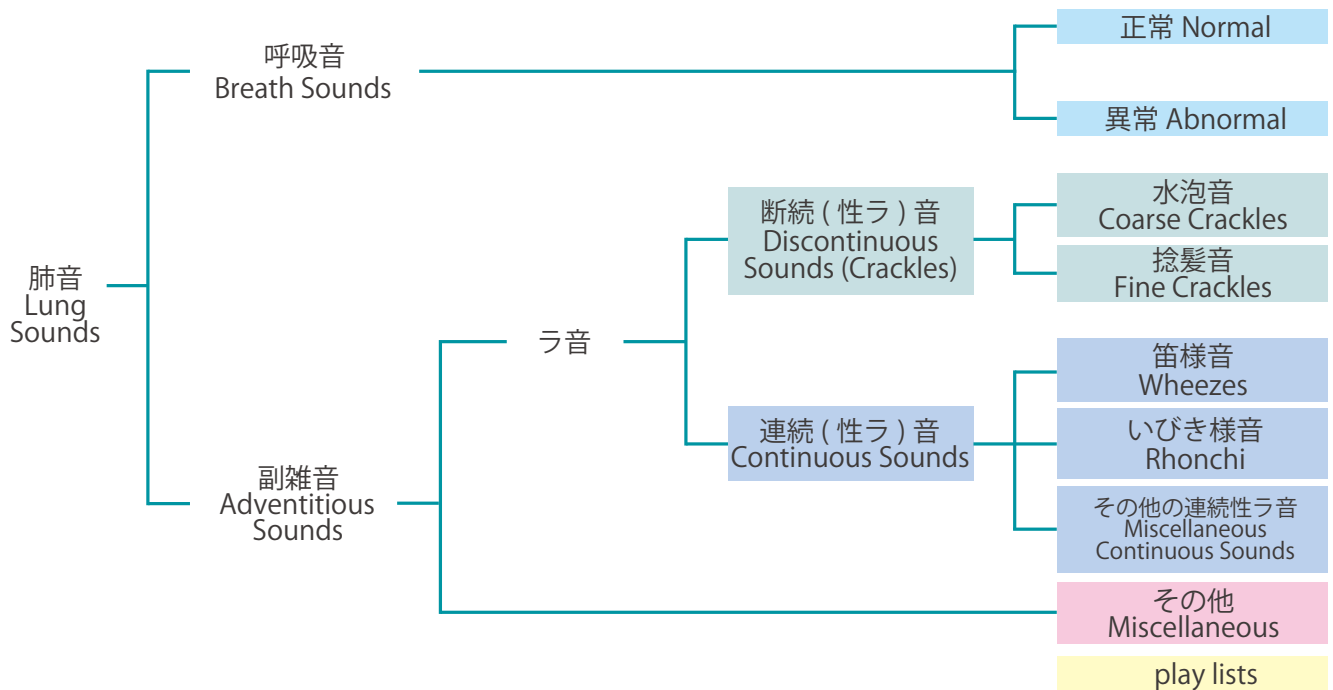 呼吸音
Breath Sounds
正常 Normal
異常 Abnormal
肺音
Lung
Sounds
副雑音
Adventitious
Sounds
ラ音
断続 ( 性ラ ) 音
Discontinuous
Sounds (Crackles)
水泡音
Coarse Crackles
捻髪音
Fine Crackles
連続 ( 性ラ ) 音
Continuous Sounds
笛様音
Wheezes
いびき様音
Rhonchi
その他の連続性ラ音
Miscellaneous
Continuous Sounds
その他
Miscellaneous
play lists